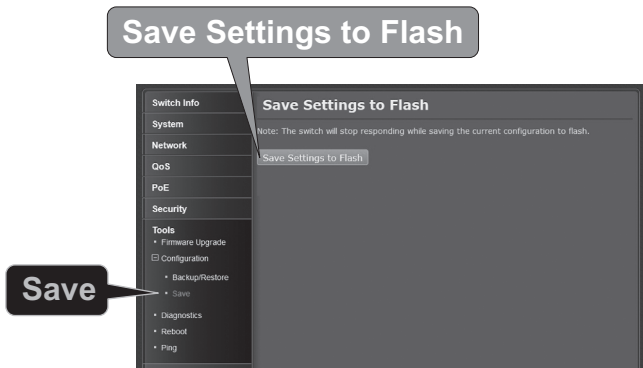 Save Settings to Flash
Switch Info
System
Network
QoS
PoE
Security
Tools
• Firmware Upgrade
Configuration
• Backup/Restore
• Save
• Diagnostics
• Reboot
• Ping
Save Settings to Flash
Note: The switch will stop responding while saving the current configuration to flash.
Save Settings to Flash
Save